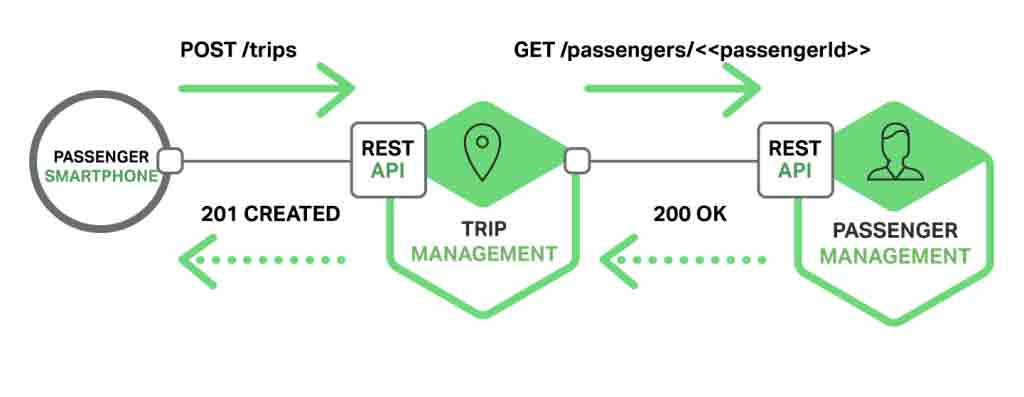 POST /trips
GET /passengers/<<passengerId>>
PASSENGER
SMARTPHONE
REST
API
REST
API
201 CREATED
200 OK
TRIP
MANAGEMENT
PASSENGER
MANAGEMENT